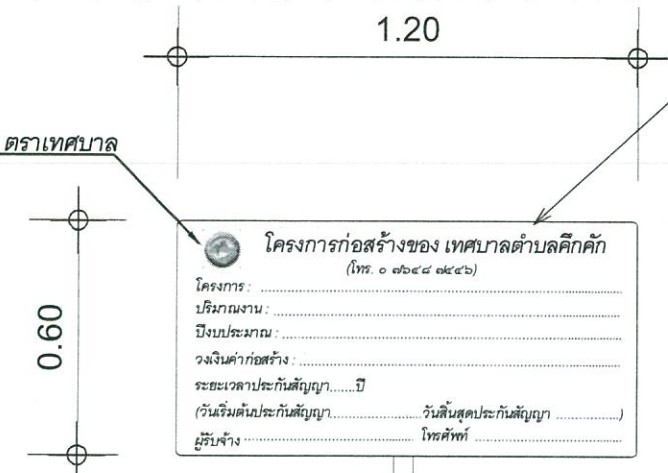 1.20
ตราเทศบาล
โครงการก่อสร้างของ เทศบาลตำบลคึกคัก
(โทร. ๐ ๗๖๔๘ ๗๔๔๖)
โครงการ : ..............................
ปริมาณงาน : ..............................
ปีงบประมาณ : ..............................
0.60
วงเงินค่าก่อสร้าง : ..............................
ระยะเวลาประกันสัญญา.......ปี
(วันเริ่มต้นประกันสัญญา....................... วันสิ้นสุดประกันสัญญา ................)
ผู้รับจ้าง .............................. โทรศัพท์ ..............................